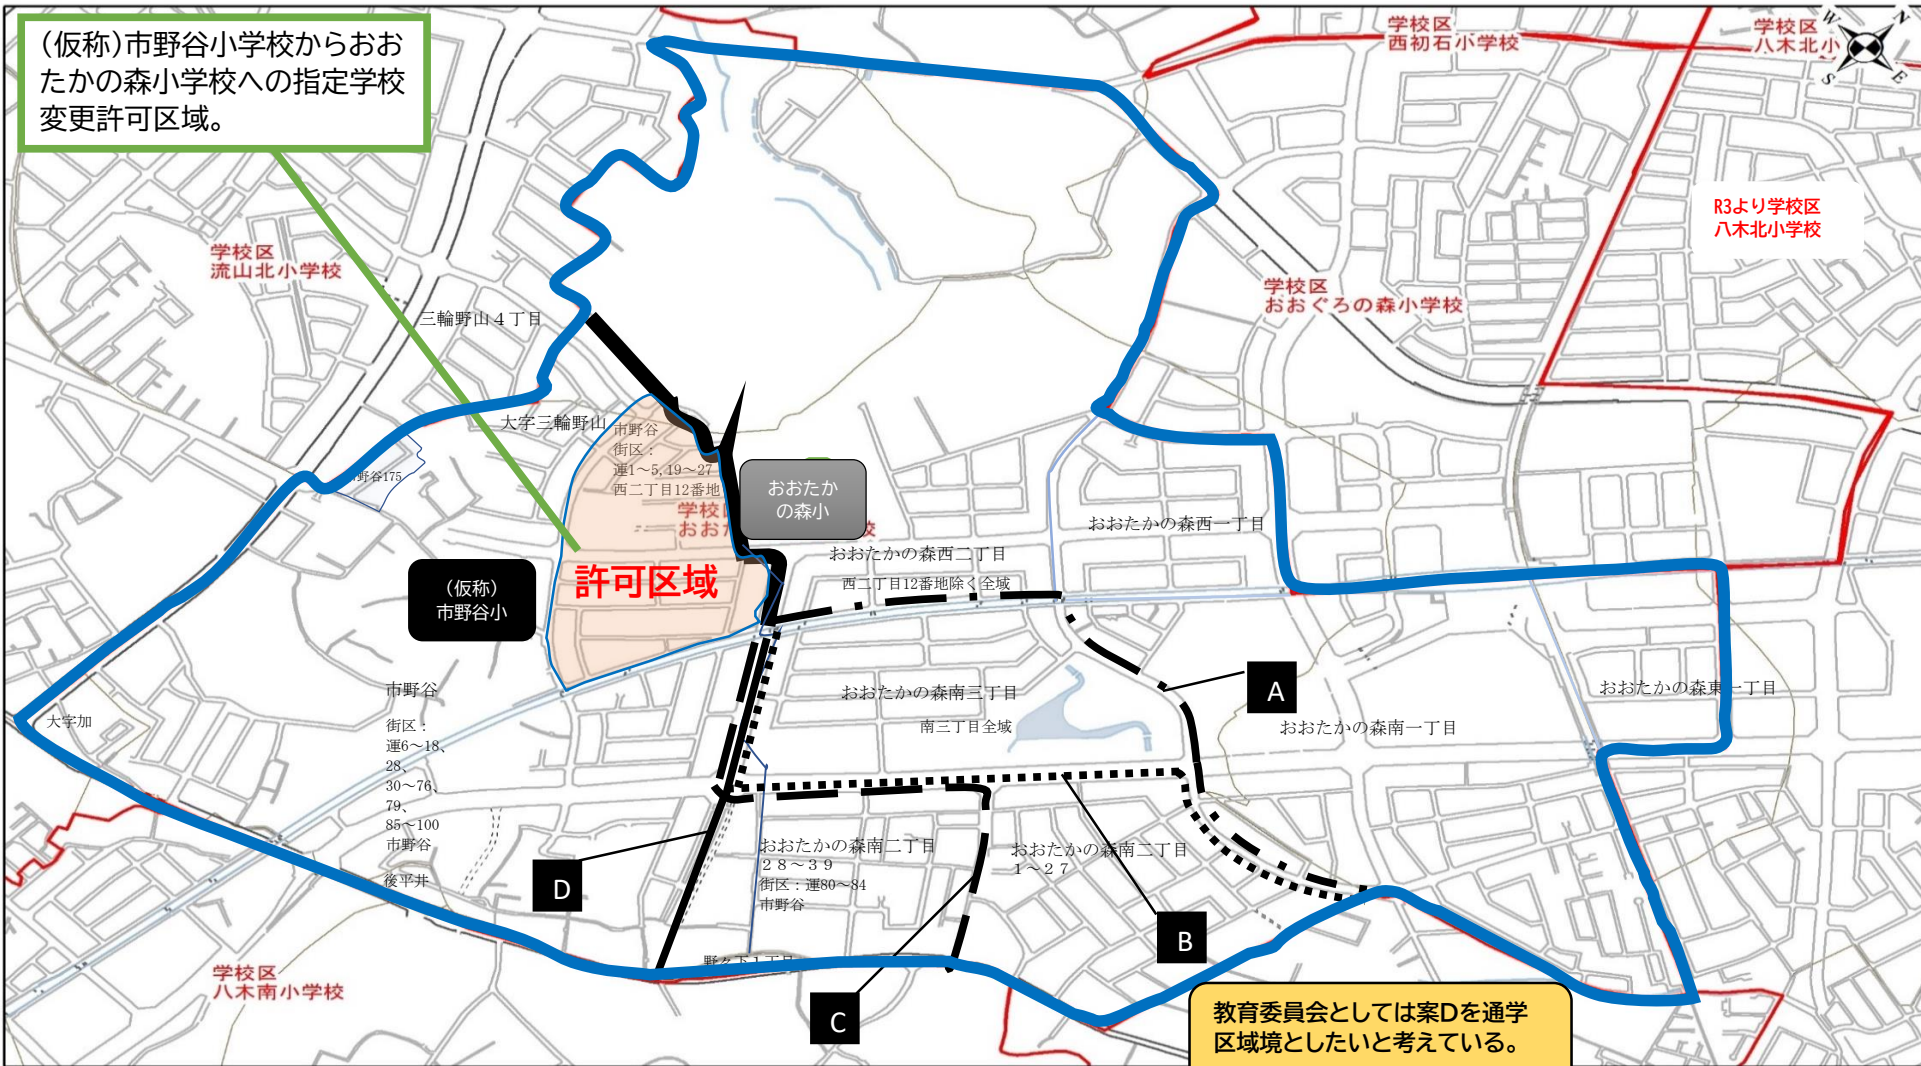 (仮称)市野谷小学校からおお
たかの森小学校への指定学校
変更許可区域。
学校区
西初石小学校
学校区
八木北小
N
W
S
E
R3より学校区
八木北小学校
学校区
流山北小学校
学校区
おおぐろの森小学校
三輪野山4丁目
大字三輪野山
市野谷
街区:
運1~5,19~27
西二丁目12番地
野谷175
学校区
おおた
校
おおたか
の森小
おおたかの森西一丁目
おおたかの森西二丁目
西二丁目12番地除く全域
許可区域
(仮称)
市野谷小
おおたかの森南三丁目
南三丁目全域
A
おおたかの森東一丁目
おおたかの森南一丁目
市野谷
街区:
運6~18、
28、
30~76、
79、
85~100
市野谷
後平井
大字加
おおたかの森南二丁目
28~39
街区:運80~84
市野谷
おおたかの森南二丁目
1~27
D
B
C
野々下1丁目
学校区
八木南小学校
教育委員会としては案Dを通学
区域境としたいと考えている。